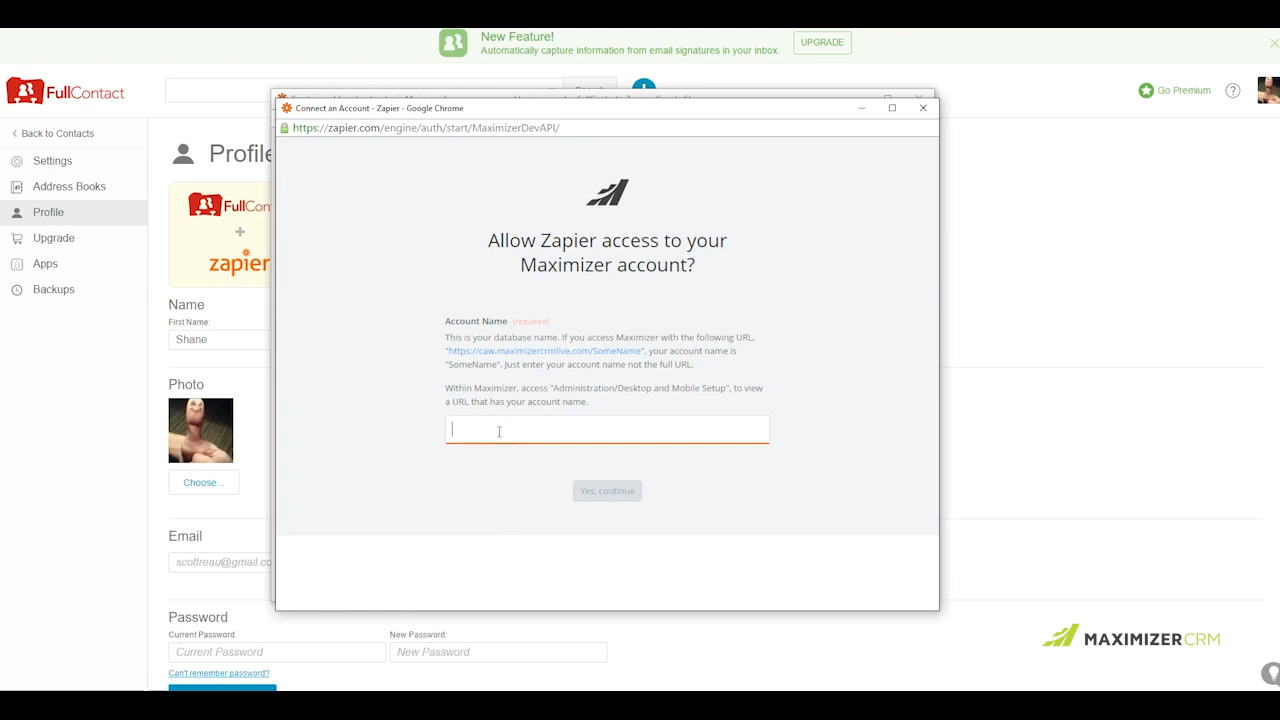 New Feature!
Automatically capture information from email signatures in your inbox.
UPGRADE
FullContact
Go Premium
Connect an Account - Zapier - Google Chrome
https://zapier.com/engine/auth/start/MaximizerDevAPI/
Back to Contacts
Settings
Address Books
Profile
Upgrade
Apps
Backups
Profile
FullCont
+
zapier
Name
First Name:
Shane
Photo
Choose...
Email
scottreau@gmail.co
Password
Current Password:
New Password:
Current Password
New Password
Can't remember password?
Allow Zapier access to your
Maximizer account?
Account Name (required)
This is your database name. If you access Maximizer with the following URL,
"https://caw.maximizercrmlive.com/SomeName", your account name is
"SomeName". Just enter your account name not the full URL.
Within Maximizer, access "Administration/Desktop and Mobile Setup", to view
a URL that has your account name.
Yes, continue
MAXIMIZER CRM